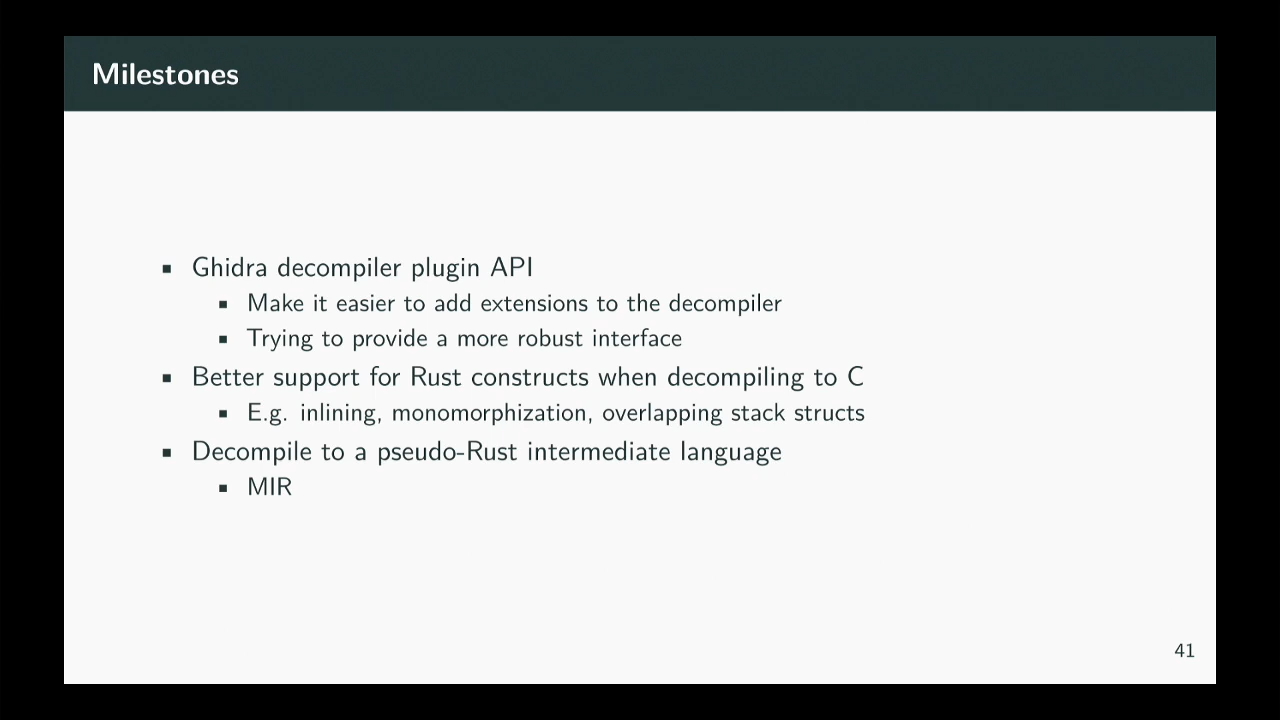 Milestones
▪ Ghidra decompiler plugin API
▪ Make it easier to add extensions to the decompiler
▪ Trying to provide a more robust interface
▪ Better support for Rust constructs when decompiling to C
▪ E.g. inlining, monomorphization, overlapping stack structs
▪ Decompile to a pseudo-Rust intermediate language
▪ MIR
41